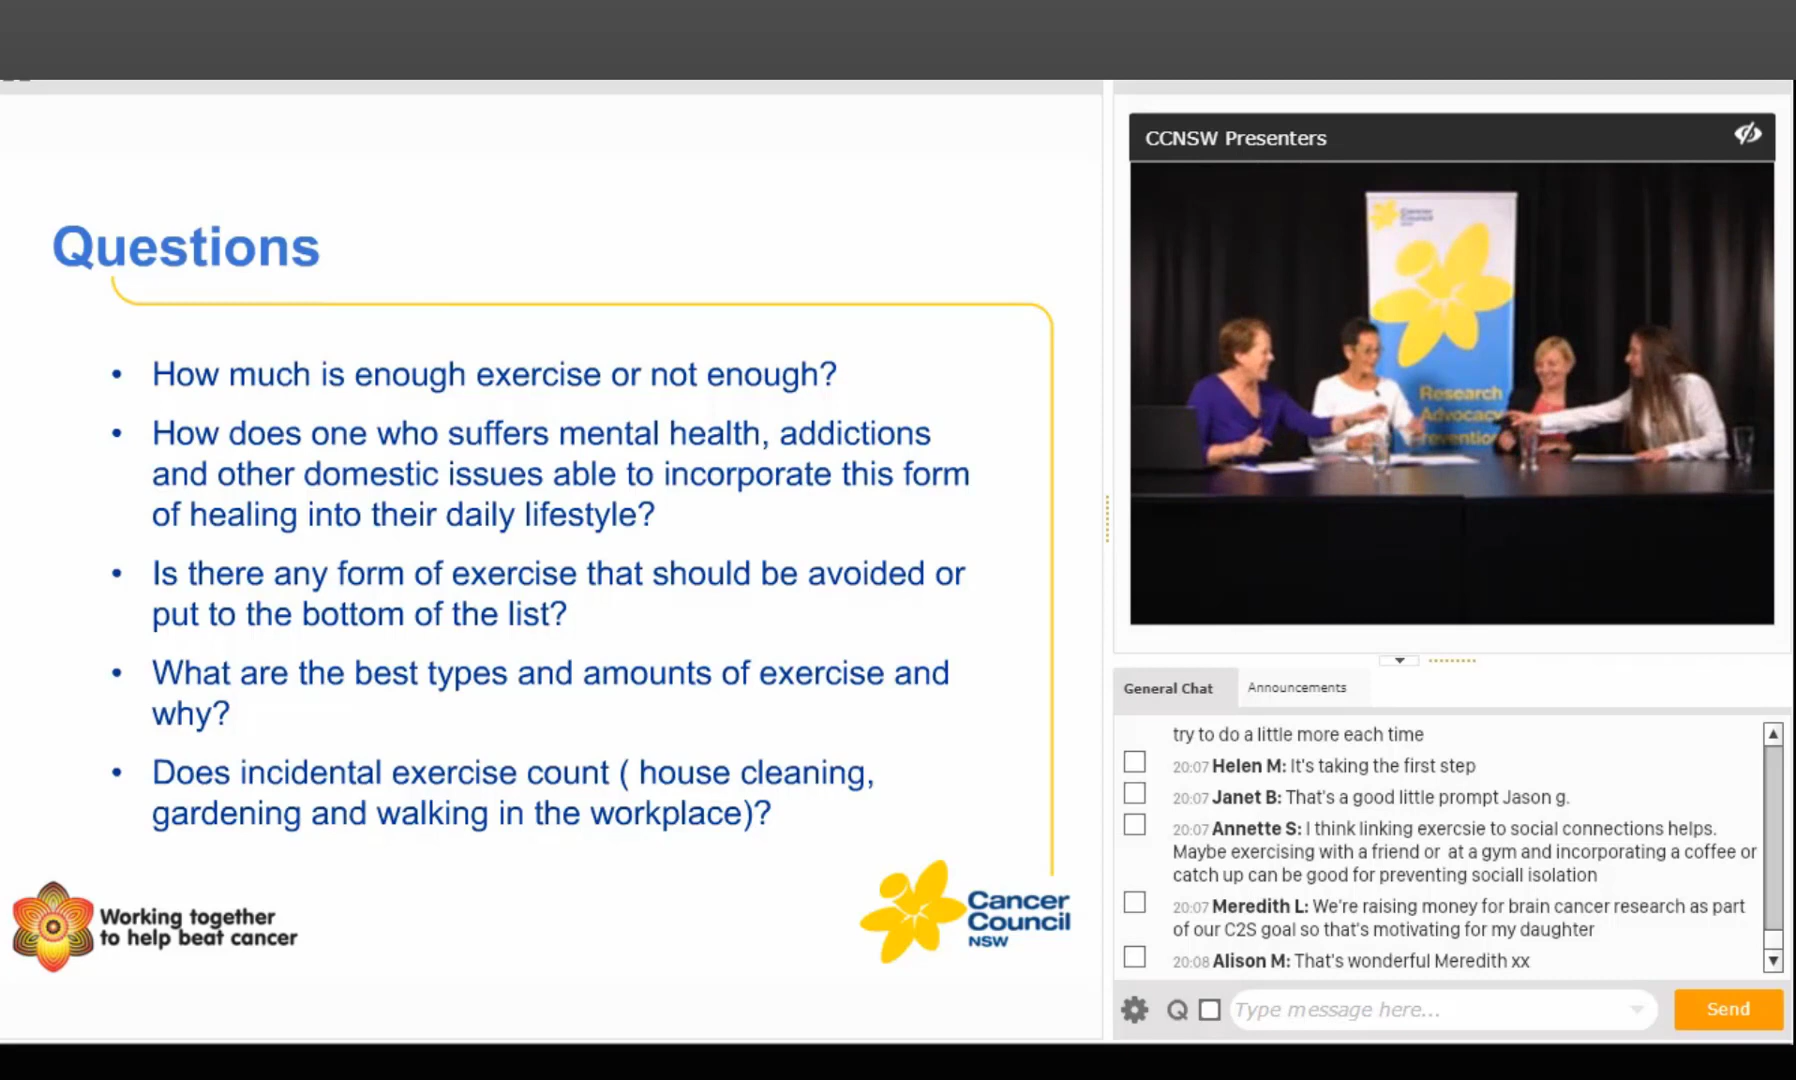 Questions
• How much is enough exercise or not enough?
• How does one who suffers mental health, addictions
and other domestic issues able to incorporate this form
of healing into their daily lifestyle?
• Is there any form of exercise that should be avoided or
put to the bottom of the list?
• What are the best types and amounts of exercise and
why?
• Does incidental exercise count ( house cleaning,
gardening and walking in the workplace)?
Working together
to help beat cancer
Cancer
Council
NSW
CCNSW Presenters
Cancer
Council
Research
Advocacy
Prevention
General Chat
Announcements
try to do a little more each time
20:07 Helen M: It's taking the first step
20:07 Janet B: That's a good little prompt Jason g.
20:07 Annette S: I think linking exercsie to social connections helps.
Maybe exercising with a friend or at a gym and incorporating a coffee or
catch up can be good for preventing sociall isolation
20:07 Meredith L: We're raising money for brain cancer research as part
of our C2S goal so that's motivating for my daughter
20:08 Alison M: That's wonderful Meredith xx
Q
Type message here...
Send